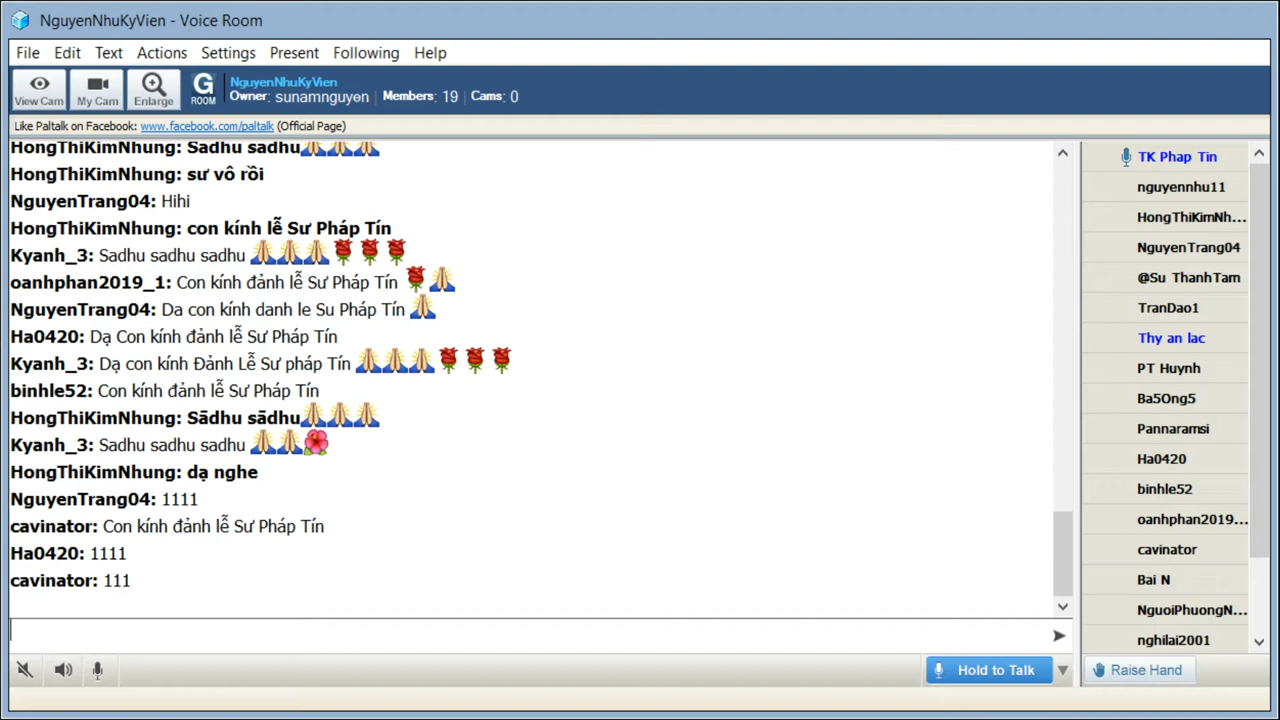 NguyenNhuKyVien - Voice Room
File Edit Text Actions Settings Present Following Help
View Cam My Cam Enlarge G ROOM NguyenNhuKyVien
Owner: sunamnguyen | Members: 19 | Cams: 0
Like Paltalk on Facebook: www.facebook.com/paltalk (Official Page)
HongThiKimNhung: Sadhu sadhu🙏🙏🙏
HongThiKimNhung: sư vô rồi
NguyenTrang04: Hihi
HongThiKimNhung: con kính lễ Sư Pháp Tín
Kyanh_3: Sadhu sadhu sadhu 🙏🙏🙏🌹🌹🌹
oanhphan2019_1: Con kính đảnh lễ Sư Pháp Tín 🌹🙏
NguyenTrang04: Da con kính danh le Su Pháp Tín 🙏
Ha0420: Dạ Con kính đảnh lễ Sư Pháp Tín
Kyanh_3: Dạ con kính Đảnh Lễ Sư pháp Tín 🙏🙏🙏🌹🌹🌹
binhle52: Con kính đảnh lễ Sư Pháp Tín
HongThiKimNhung: Sādhu sādhu🙏🙏🙏
Kyanh_3: Sadhu sadhu sadhu 🙏🙏🌺
HongThiKimNhung: dạ nghe
NguyenTrang04: 1111
cavinator: Con kính đảnh lễ Sư Pháp Tín
Ha0420: 1111
cavinator: 111
Hold to Talk
TK Phap Tin
nguyennhu11
HongThiKimNh...
NguyenTrang04
@Su ThanhTam
TranDao1
Thy an lac
PT Huynh
Ba5Ong5
Pannaramsi
Ha0420
binhle52
oanhphan2019...
cavinator
Bai N
NguoiPhuongN...
nghilai2001
Raise Hand